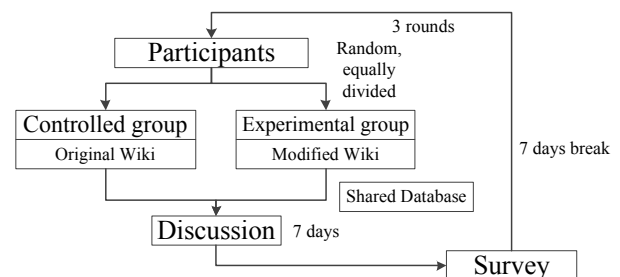 3 rounds
Participants
Random,
equally
divided
Controlled group
Original Wiki
Experimental group
Modified Wiki
7 days break
Shared Database
Discussion
7 days
Survey